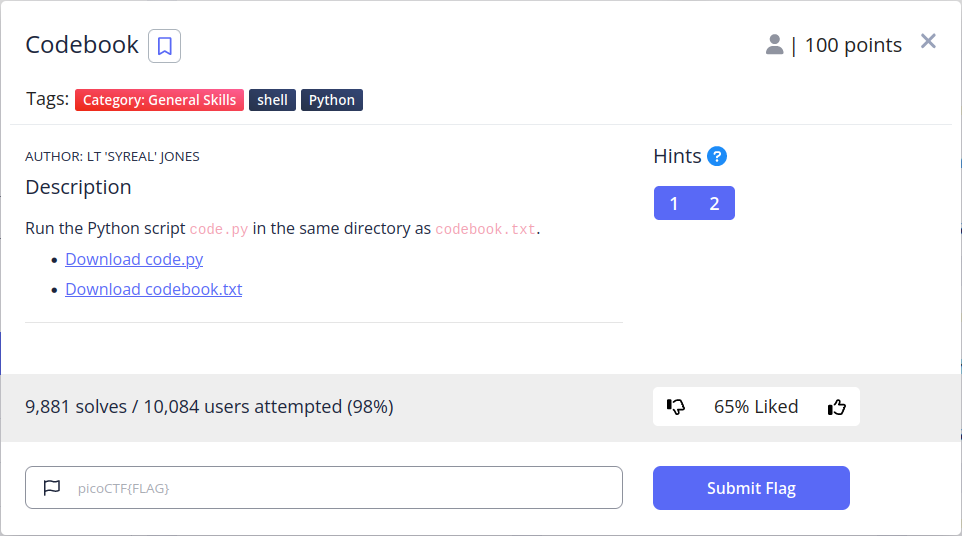 Codebook
| 100 points
Tags: Category: General Skills shell Python
AUTHOR: LT 'SYREAL' JONES
Hints ?
Description
1 2
Run the Python script code.py in the same directory as codebook.txt.
Download code.py
Download codebook.txt
9,881 solves / 10,084 users attempted (98%)
65% Liked
picoCTF{FLAG}
Submit Flag